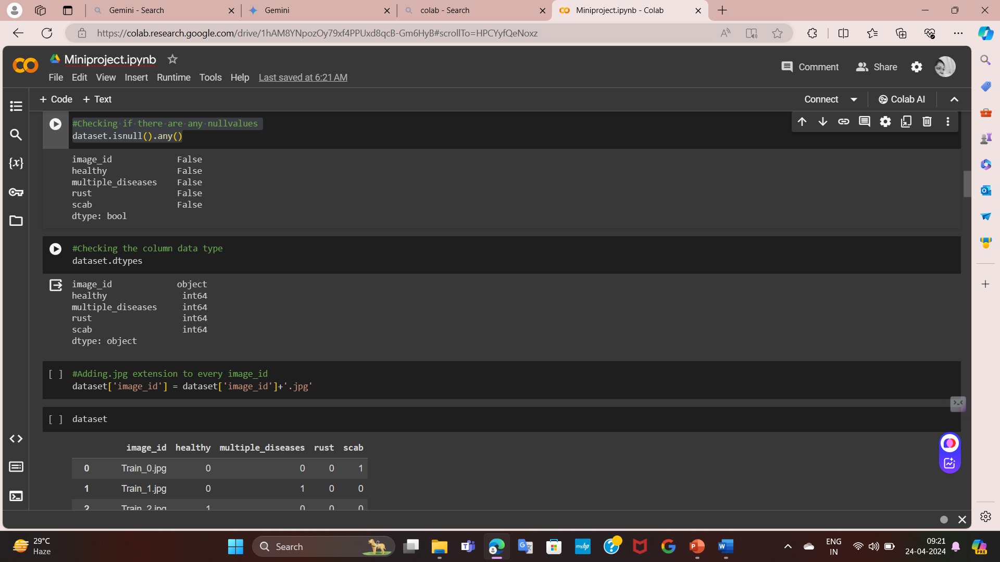 Gemini - Search
Gemini
colab - Search
Miniproject.ipynb - Colab
https://colab.research.google.com/drive/1hAM8YNpozOy79xf4PPUxd8qcB-Gm6HyB#scrollTo=HPCYyfQeNoxz
Miniproject.ipynb
Comment
Share
File Edit View Insert Runtime Tools Help Last saved at 6:21 AM
+ Code + Text
Connect
Colab AI
#Checking if there are any nullvalues
dataset.isnull().any()
image_id False
healthy False
multiple_diseases False
rust False
scab False
dtype: bool
#Checking the column data type
dataset.dtypes
image_id object
healthy int64
multiple_diseases int64
rust int64
scab int64
dtype: object
[ ] #Adding.jpg extension to every image_id
dataset['image_id'] = dataset['image_id']+'.jpg'
[ ] dataset
image_id healthy multiple_diseases rust scab
0 Train_0.jpg 0 0 0 1
1 Train_1.jpg 0 1 0 0
2 Train_2.jpg 1 0 0 0
29°C
Haze
Search
myhp
PRE
ENG
IN
09:21
24-04-2024